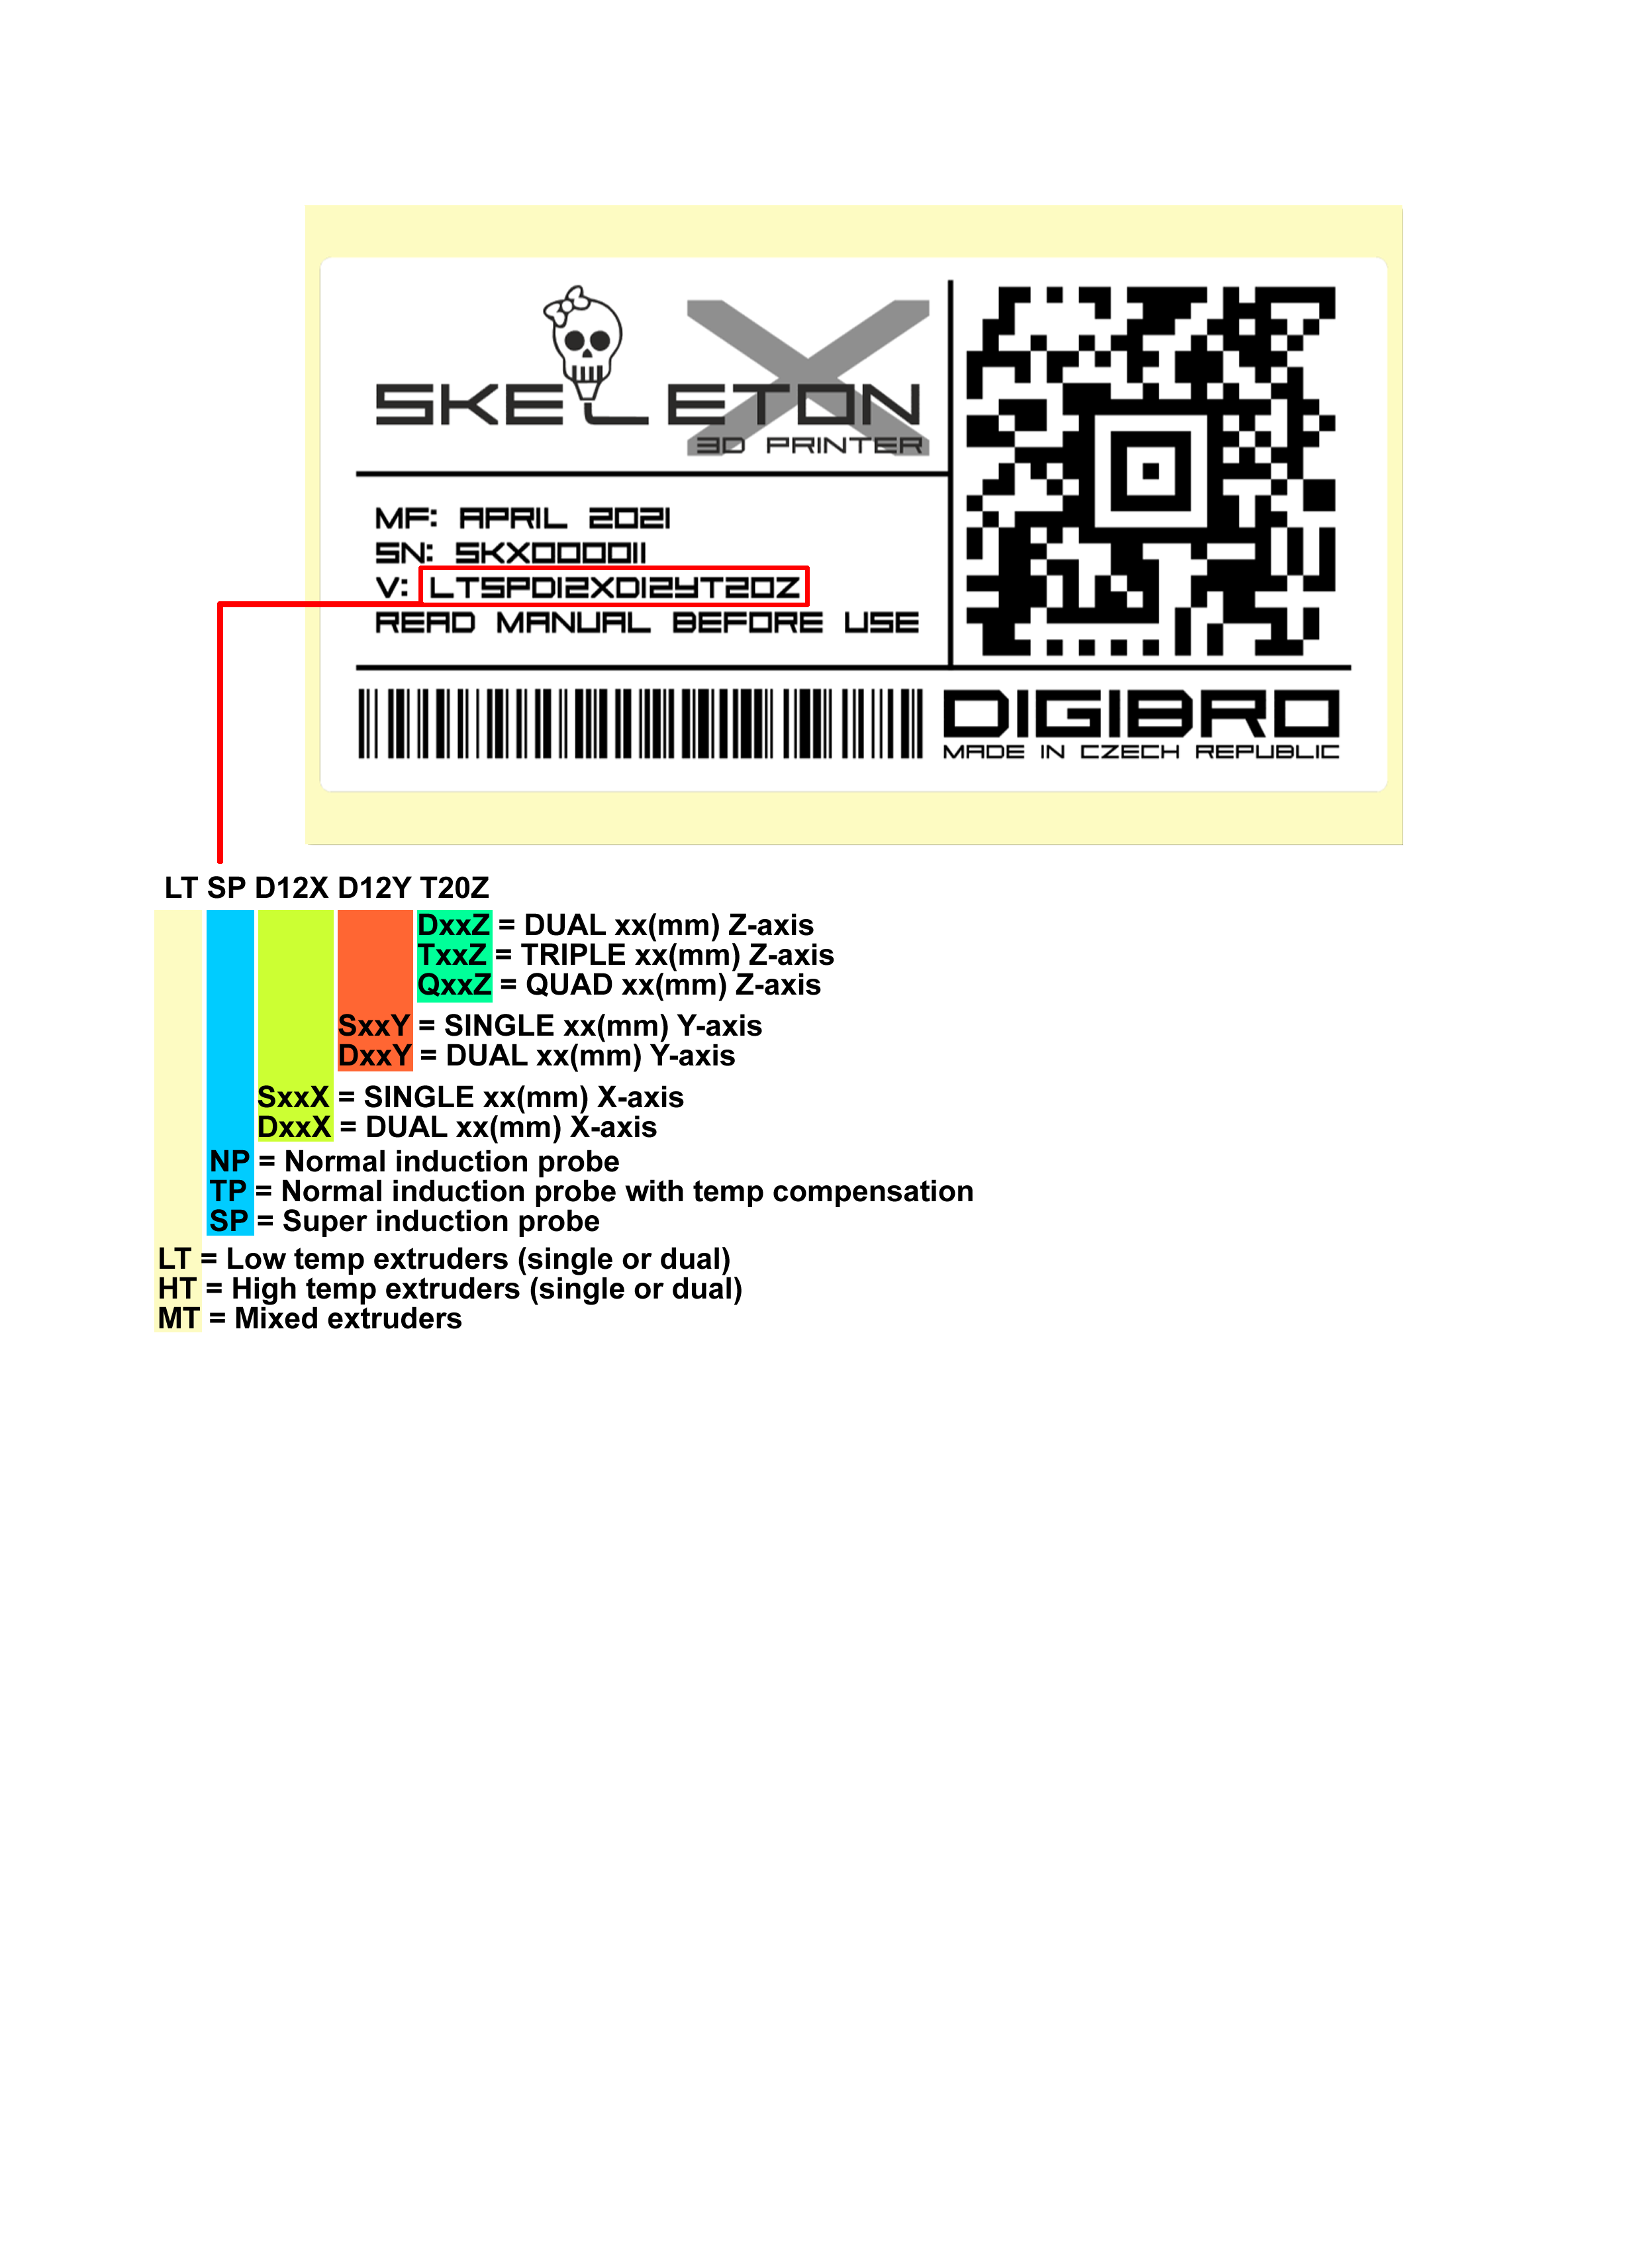 SKELETON
3D PRINTER
MF: APRIL 2021
SN: SKX0000011
V: LTSPD12XD12YT20Z
READ MANUAL BEFORE USE
DIGIBRO
MADE IN CZECH REPUBLIC
LT SP D12X D12Y T20Z
DxxZ = DUAL xx(mm) Z-axis
TxxZ = TRIPLE xx(mm) Z-axis
QxxZ = QUAD xx(mm) Z-axis
SxxY = SINGLE xx(mm) Y-axis
DxxY = DUAL xx(mm) Y-axis
SxxX = SINGLE xx(mm) X-axis
DxxX = DUAL xx(mm) X-axis
NP = Normal induction probe
TP = Normal induction probe with temp compensation
SP = Super induction probe
LT = Low temp extruders (single or dual)
HT = High temp extruders (single or dual)
MT = Mixed extruders